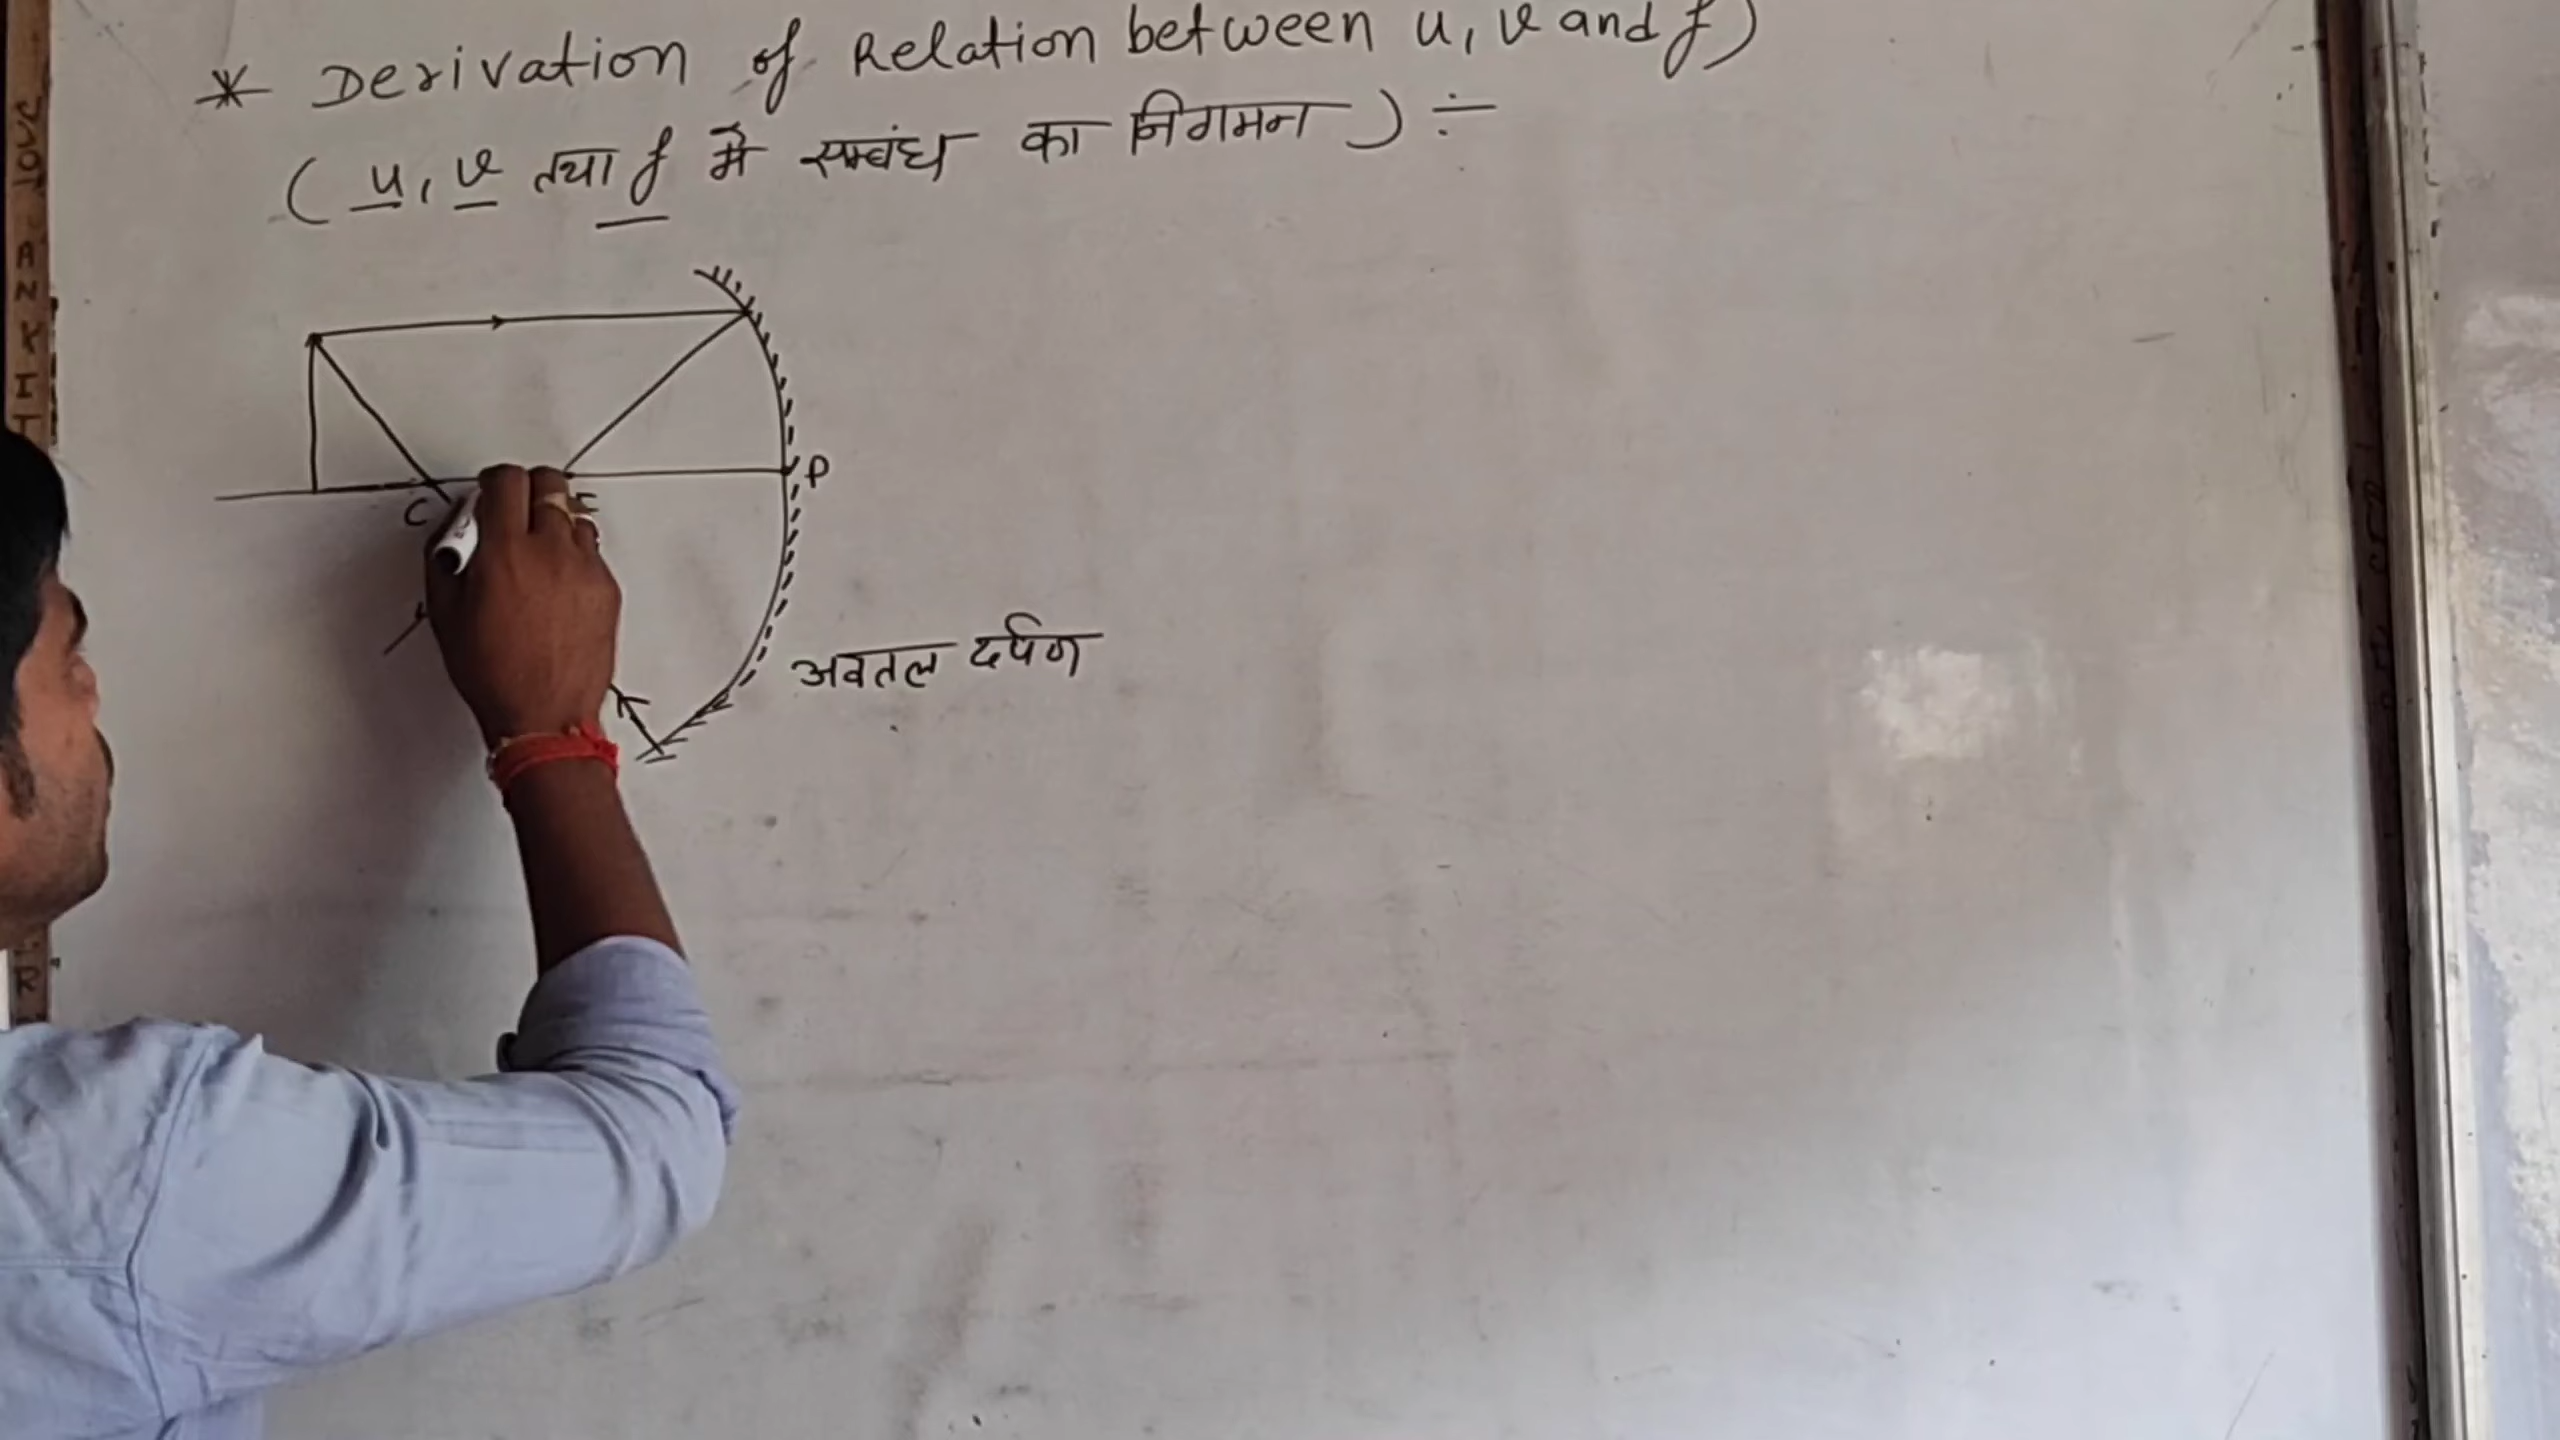 * Derivation of Relation between u, v and f)
( u, v तथा f में सम्बंध का निगमन ) ÷
P
C
F
अवतल दर्पण